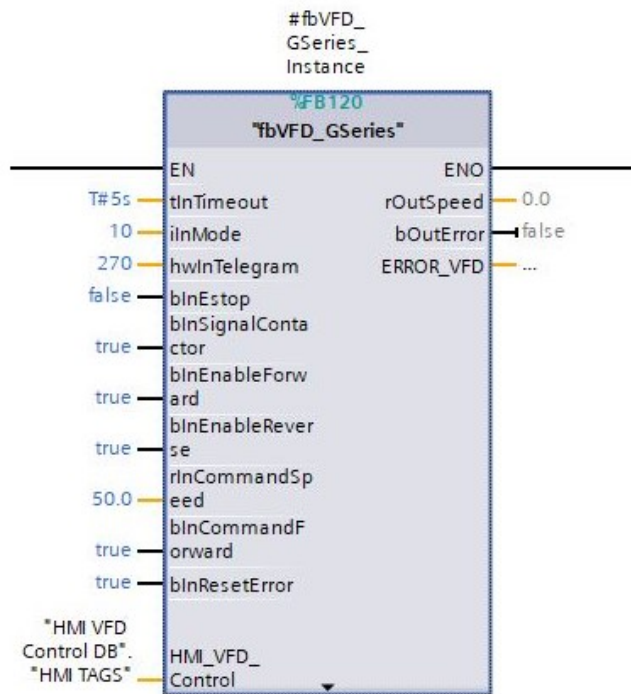 #fbVFD_
GSeries_
Instance
%FB120
"fbVFD_GSeries"
EN ENO
T#5s tInTimeout rOutSpeed 0.0
10 iInMode bOutError false
270 hwInTelegram ERROR_VFD ...
false bInEstop
bInSignalConta
true ctor
bInEnableForw
true ard
bInEnableRever
true se
rInCommandSp
50.0 eed
bInCommandF
true orward
true bInResetError
"HMI VFD
Control DB". HMI_VFD_
"HMI TAGS" Control